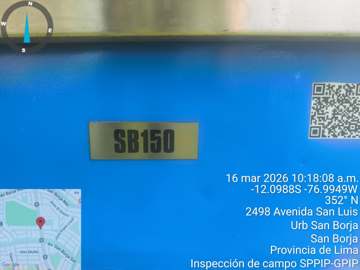 N
W
E
S
SB150
16 mar 2026 10:18:08 a.m.
-12.0988S -76.9949W
352° N
2498 Avenida San Luis
Urb San Borja
San Borja
Provincia de Lima
Inspección de campo SPPIP-GPIP